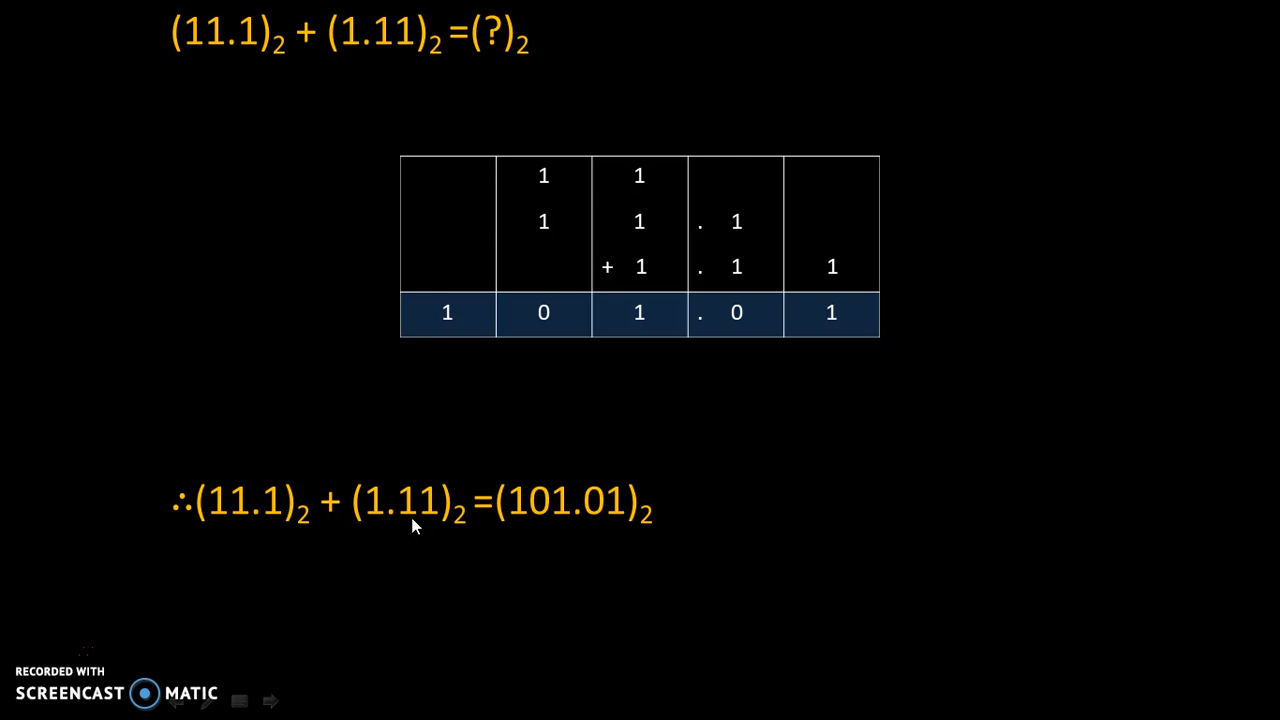 (11.1)₂ + (1.11)₂ =(?)₂
1 1
1 1 . 1
+ 1 . 1 1
1 0 1 . 0 1
∴(11.1)₂ + (1.11)₂ =(101.01)₂
RECORDED WITH
SCREENCAST MATIC